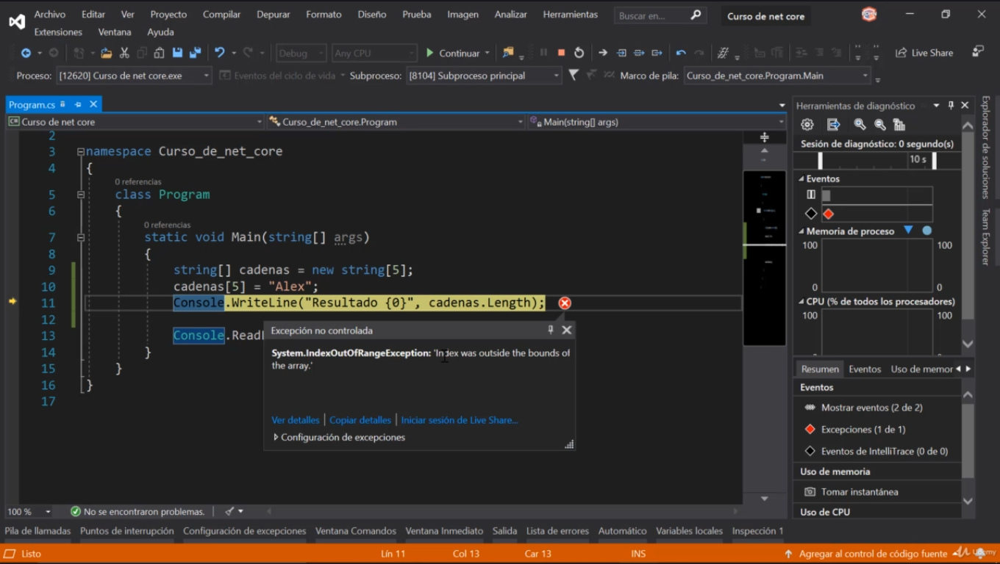 Archivo Editar Ver Proyecto Compilar Depurar Formato Diseño Prueba Imagen Analizar Herramientas Buscar en... Curso de net core
Extensiones Ventana Ayuda
Debug Any CPU Continuar Live Share
Proceso: [12620] Curso de net core.exe Eventos del ciclo de vida Subproceso: [8104] Subproceso principal Marco de pila: Curso_de_net_core.Program.Main
Program.cs
Curso de net core Curso_de_net_core.Program Main(string[] args)
2
3 namespace Curso_de_net_core
4 {
0 referencias
5 class Program
6 {
0 referencias
7 static void Main(string[] args)
8 {
9 string[] cadenas = new string[5];
10 cadenas[5] = "Alex";
11 Console.WriteLine("Resultado {0}", cadenas.Length);
12
13 Console.Read
14 }
15 }
16 }
17
Excepción no controlada
System.IndexOutOfRangeException: 'Index was outside the bounds of
the array.'
Ver detalles | Copiar detalles | Iniciar sesión de Live Share...
Configuración de excepciones
Herramientas de diagnóstico
Sesión de diagnóstico: 0 segundo(s)
10 s
Eventos
Memoria de proceso
100 100
0 0
CPU (% de todos los procesadores)
100 100
Resumen Eventos Uso de memor
Eventos
Mostrar eventos (2 de 2)
Excepciones (1 de 1)
Eventos de IntelliTrace (0 de 0)
Uso de memoria
Tomar instantánea
Uso de CPU
Explorador de soluciones
Team Explorer
100 % No se encontraron problemas.
Pila de llamadas Puntos de interrupción Configuración de excepciones Ventana Comandos Ventana Inmediato Salida Lista de errores Automático Variables locales Inspección 1
Listo Lín 11 Col 13 Car 13 INS Agregar al control de código fuente
Udemy